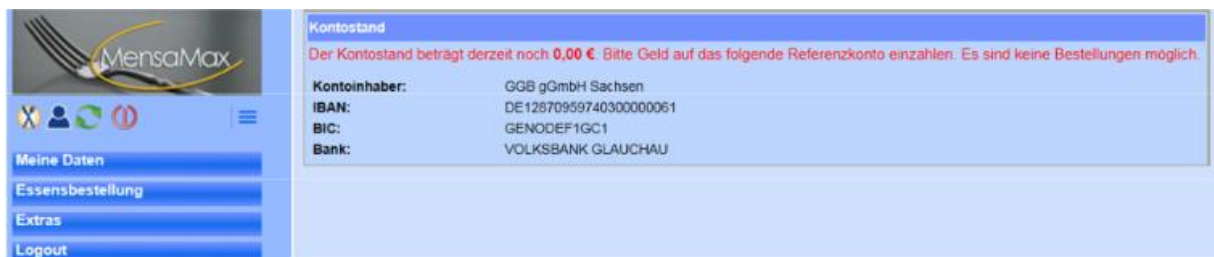 MensaMax
Meine Daten
Essensbestellung
Extras
Logout
Kontostand
Der Kontostand beträgt derzeit noch 0,00 €. Bitte Geld auf das folgende Referenzkonto einzahlen. Es sind keine Bestellungen möglich.
Kontoinhaber: GGB gGmbH Sachsen
IBAN: DE12870959740300000061
BIC: GENODEF1GC1
Bank: VOLKSBANK GLAUCHAU